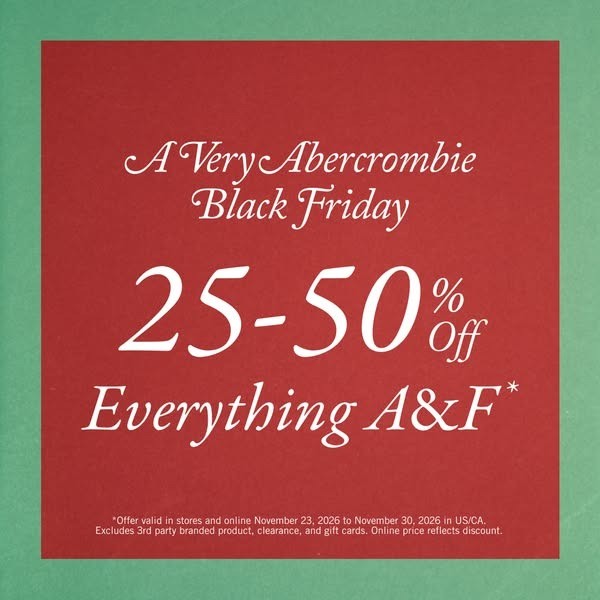 A Very Abercrombie
Black Friday
25-50% Off
Everything A&F*
*Offer valid in stores and online November 23, 2026 to November 30, 2026 in US/CA.
Excludes 3rd party branded product, clearance, and gift cards. Online price reflects discount.